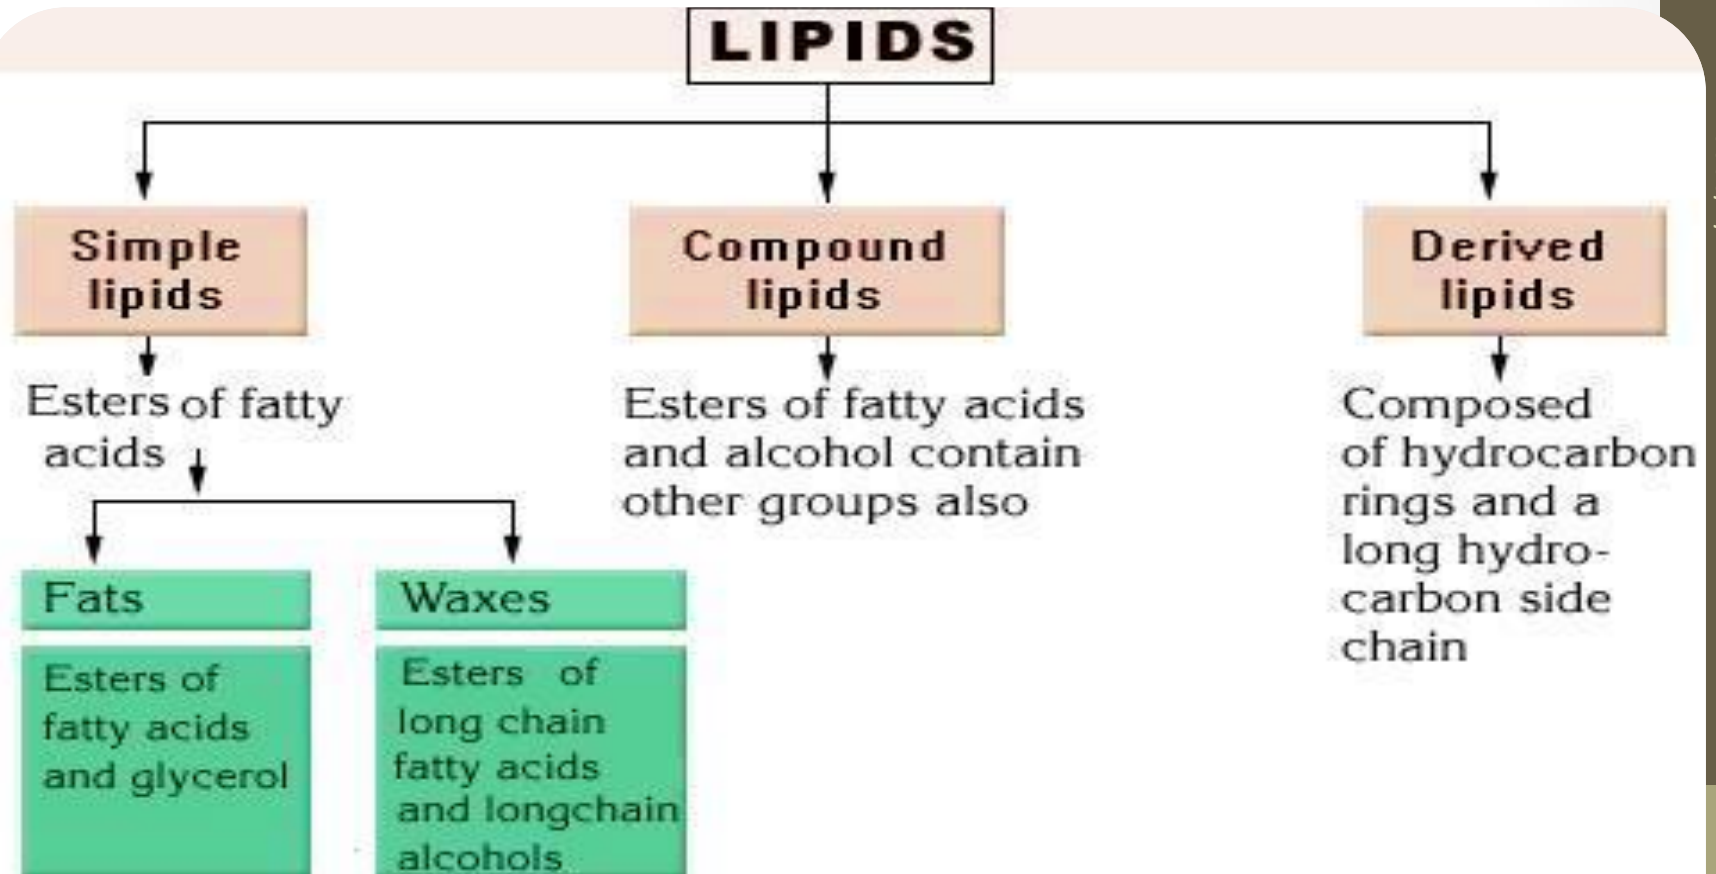 LIPIDS
Simple
lipids
Esters of fatty
acids
Fats
Esters of
fatty acids
and glycerol
Waxes
Esters of
long chain
fatty acids
and longchain
alcohols
Compound
lipids
Esters of fatty acids
and alcohol contain
other groups also
Derived
lipids
Composed
of hydrocarbon
rings and a
long hydro-
carbon side
chain